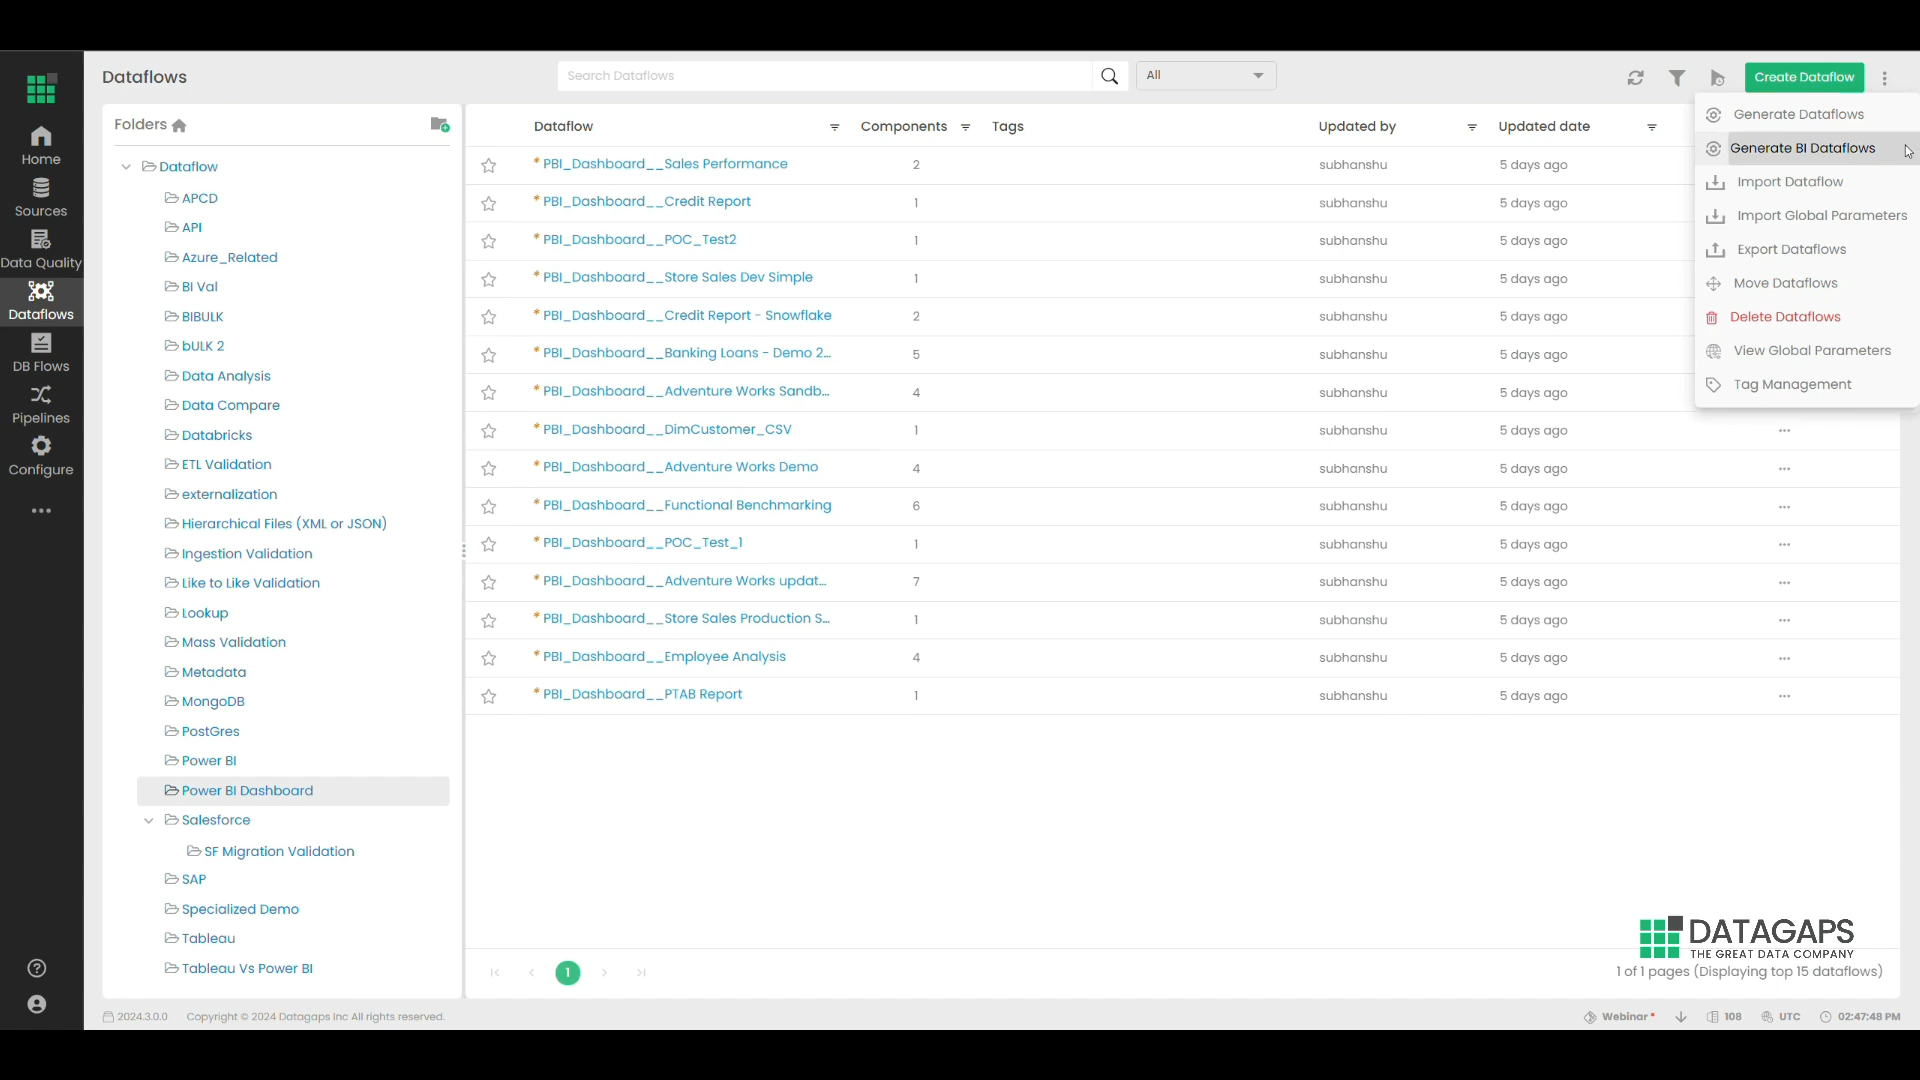 Dataflows
Search Dataflows
All
Create Dataflow
Home
Sources
Data Quality
Dataflows
DB Flows
Pipelines
Configure
Folders
Dataflow
APCD
API
Azure_Related
BI Val
BIBULK
bULK 2
Data Analysis
Data Compare
Databricks
ETL Validation
externalization
Hierarchical Files (XML or JSON)
Ingestion Validation
Like to Like Validation
Lookup
Mass Validation
Metadata
MongoDB
PostGres
Power BI
Power BI Dashboard
Salesforce
SF Migration Validation
SAP
Specialized Demo
Tableau
Tableau Vs Power BI
Dataflow Components Tags Updated by Updated date
* PBI_Dashboard__Sales Performance 2 subhanshu 5 days ago
* PBI_Dashboard__Credit Report 1 subhanshu 5 days ago
* PBI_Dashboard__POC_Test2 1 subhanshu 5 days ago
* PBI_Dashboard__Store Sales Dev Simple 1 subhanshu 5 days ago
* PBI_Dashboard__Credit Report - Snowflake 2 subhanshu 5 days ago
* PBI_Dashboard__Banking Loans - Demo 2... 5 subhanshu 5 days ago
* PBI_Dashboard__Adventure Works Sandb... 4 subhanshu 5 days ago
* PBI_Dashboard__DimCustomer_CSV 1 subhanshu 5 days ago ...
* PBI_Dashboard__Adventure Works Demo 4 subhanshu 5 days ago ...
* PBI_Dashboard__Functional Benchmarking 6 subhanshu 5 days ago ...
* PBI_Dashboard__POC_Test_1 1 subhanshu 5 days ago ...
* PBI_Dashboard__Adventure Works updat... 7 subhanshu 5 days ago ...
* PBI_Dashboard__Store Sales Production S... 1 subhanshu 5 days ago ...
* PBI_Dashboard__Employee Analysis 4 subhanshu 5 days ago ...
* PBI_Dashboard__PTAB Report 1 subhanshu 5 days ago ...
Generate Dataflows
Generate BI Dataflows
Import Dataflow
Import Global Parameters
Export Dataflows
Move Dataflows
Delete Dataflows
View Global Parameters
Tag Management
DATAGAPS
THE GREAT DATA COMPANY
1
1 of 1 pages (Displaying top 15 dataflows)
2024.3.0.0 Copyright © 2024 Datagaps Inc All rights reserved.
Webinar * 108 UTC 02:47:48 PM